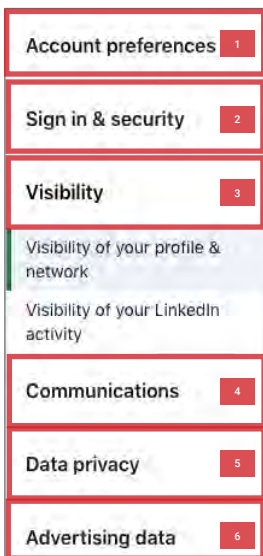 Account preferences 1
Sign in & security 2
Visibility 3
Visibility of your profile &
network
Visibility of your LinkedIn
activity
Communications 4
Data privacy 5
Advertising data 6